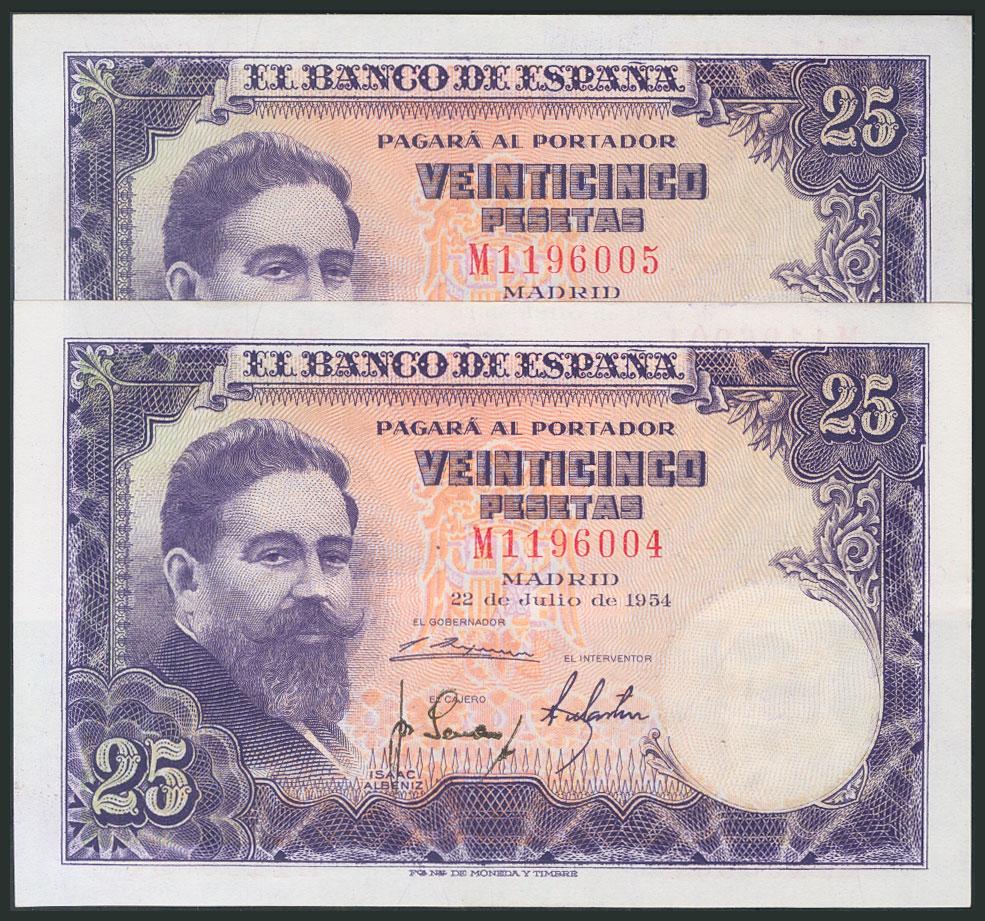 EL BANCO DE ESPAÑA
25
PAGARÁ AL PORTADOR
VEINTICINCO
PESETAS
M1196005
MADRID
EL BANCO DE ESPAÑA
25
PAGARÁ AL PORTADOR
VEINTICINCO
PESETAS
M1196004
MADRID
22 de Julio de 1954
EL GOBERNADOR
EL INTERVENTOR
EL CAJERO
25
ISAAC
ALBENIZ
DE MONEDA Y TIMBRE